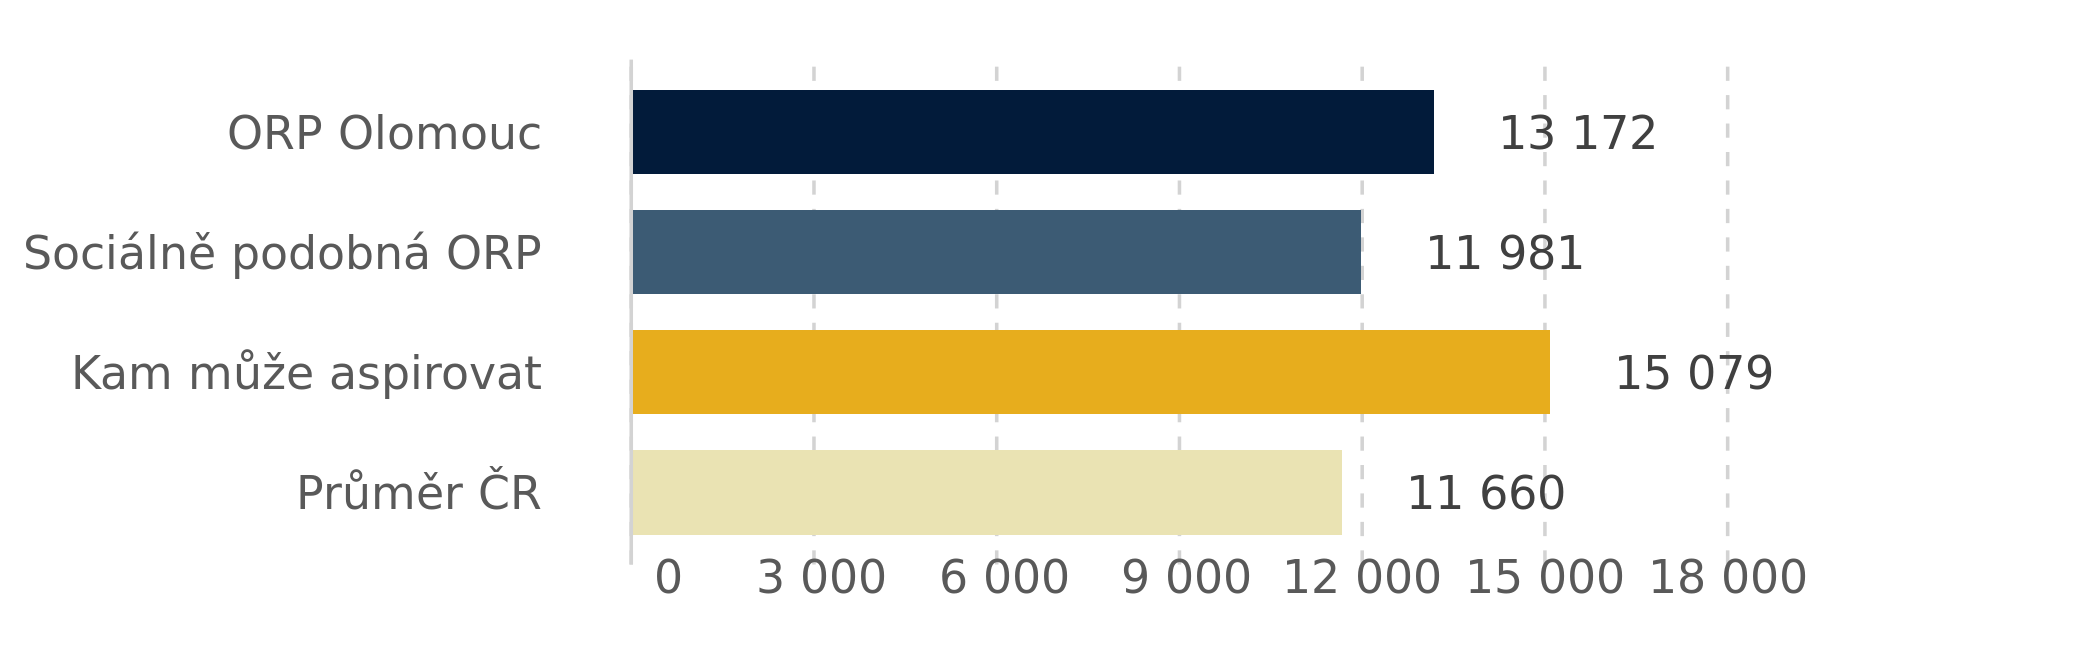 ORP Olomouc 13 172
Sociálně podobná ORP 11 981
Kam může aspirovat 15 079
Průměr ČR 11 660
0 3 000 6 000 9 000 12 000 15 000 18 000